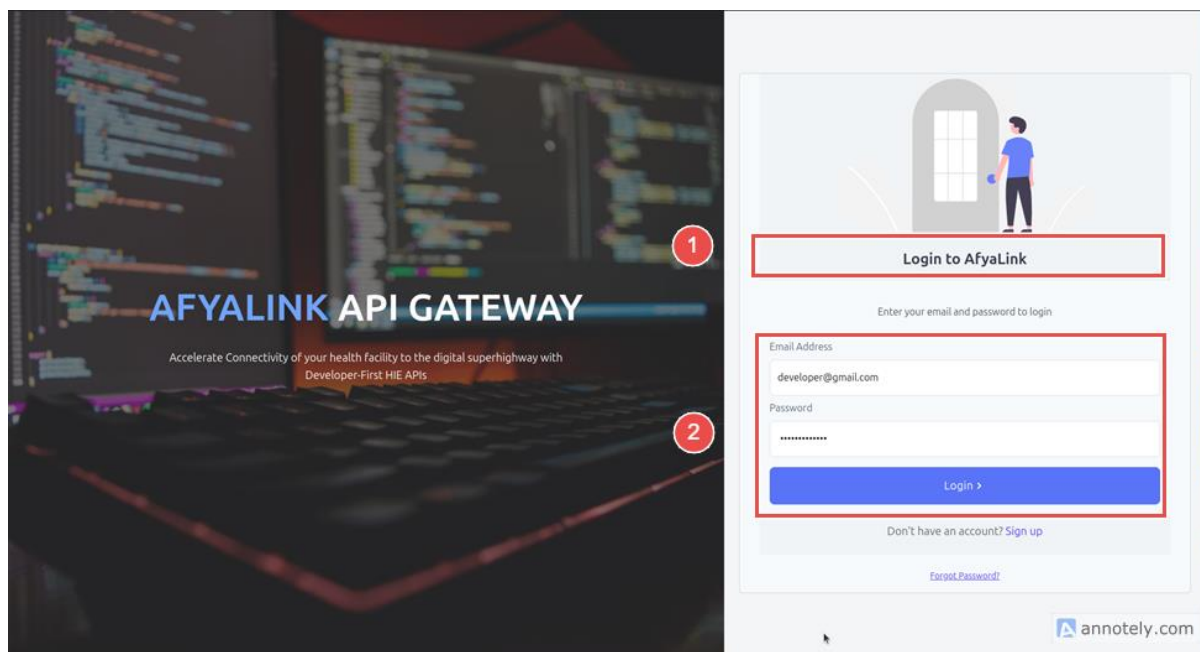 AFYALINK API GATEWAY
Accelerate Connectivity of your health facility to the digital superhighway with
Developer-First HIE APIs
1
Login to AfyaLink
Enter your email and password to login
2
Email Address
developer@gmail.com
Password
•••••••••••••
Login >
Don't have an account? Sign up
Forgot Password?
A annotely.com